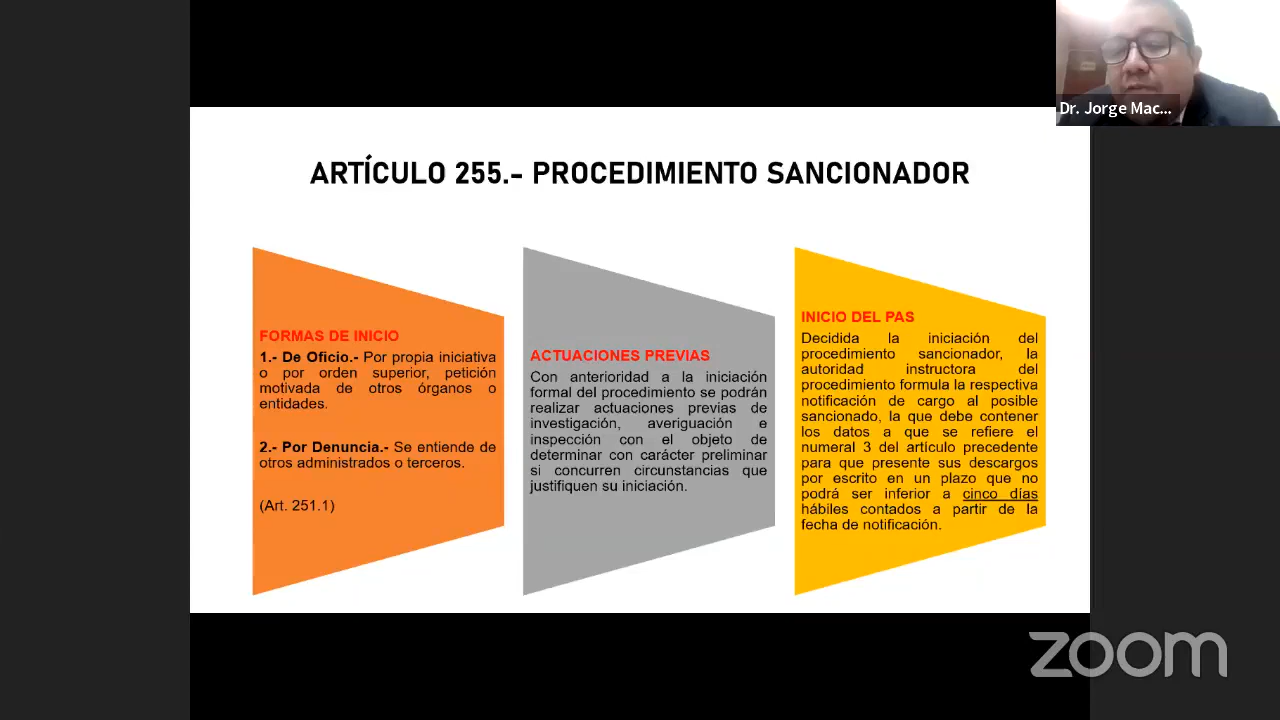 Dr. Jorge Mac...
ARTÍCULO 255.- PROCEDIMIENTO SANCIONADOR
FORMAS DE INICIO
1.- De Oficio.- Por propia iniciativa
o por orden superior, petición
motivada de otros órganos o
entidades.
2.- Por Denuncia.- Se entiende de
otros administrados o terceros.
(Art. 251.1)
ACTUACIONES PREVIAS
Con anterioridad a la iniciación
formal del procedimiento se podrán
realizar actuaciones previas de
investigación, averiguación e
inspección con el objeto de
determinar con carácter preliminar
si concurren circunstancias que
justifiquen su iniciación.
INICIO DEL PAS
Decidida la iniciación del
procedimiento sancionador, la
autoridad instructora del
procedimiento formula la respectiva
notificación de cargo al posible
sancionado, la que debe contener
los datos a que se refiere el
numeral 3 del artículo precedente
para que presente sus descargos
por escrito en un plazo que no
podrá ser inferior a cinco días
hábiles contados a partir de la
fecha de notificación.
zoom